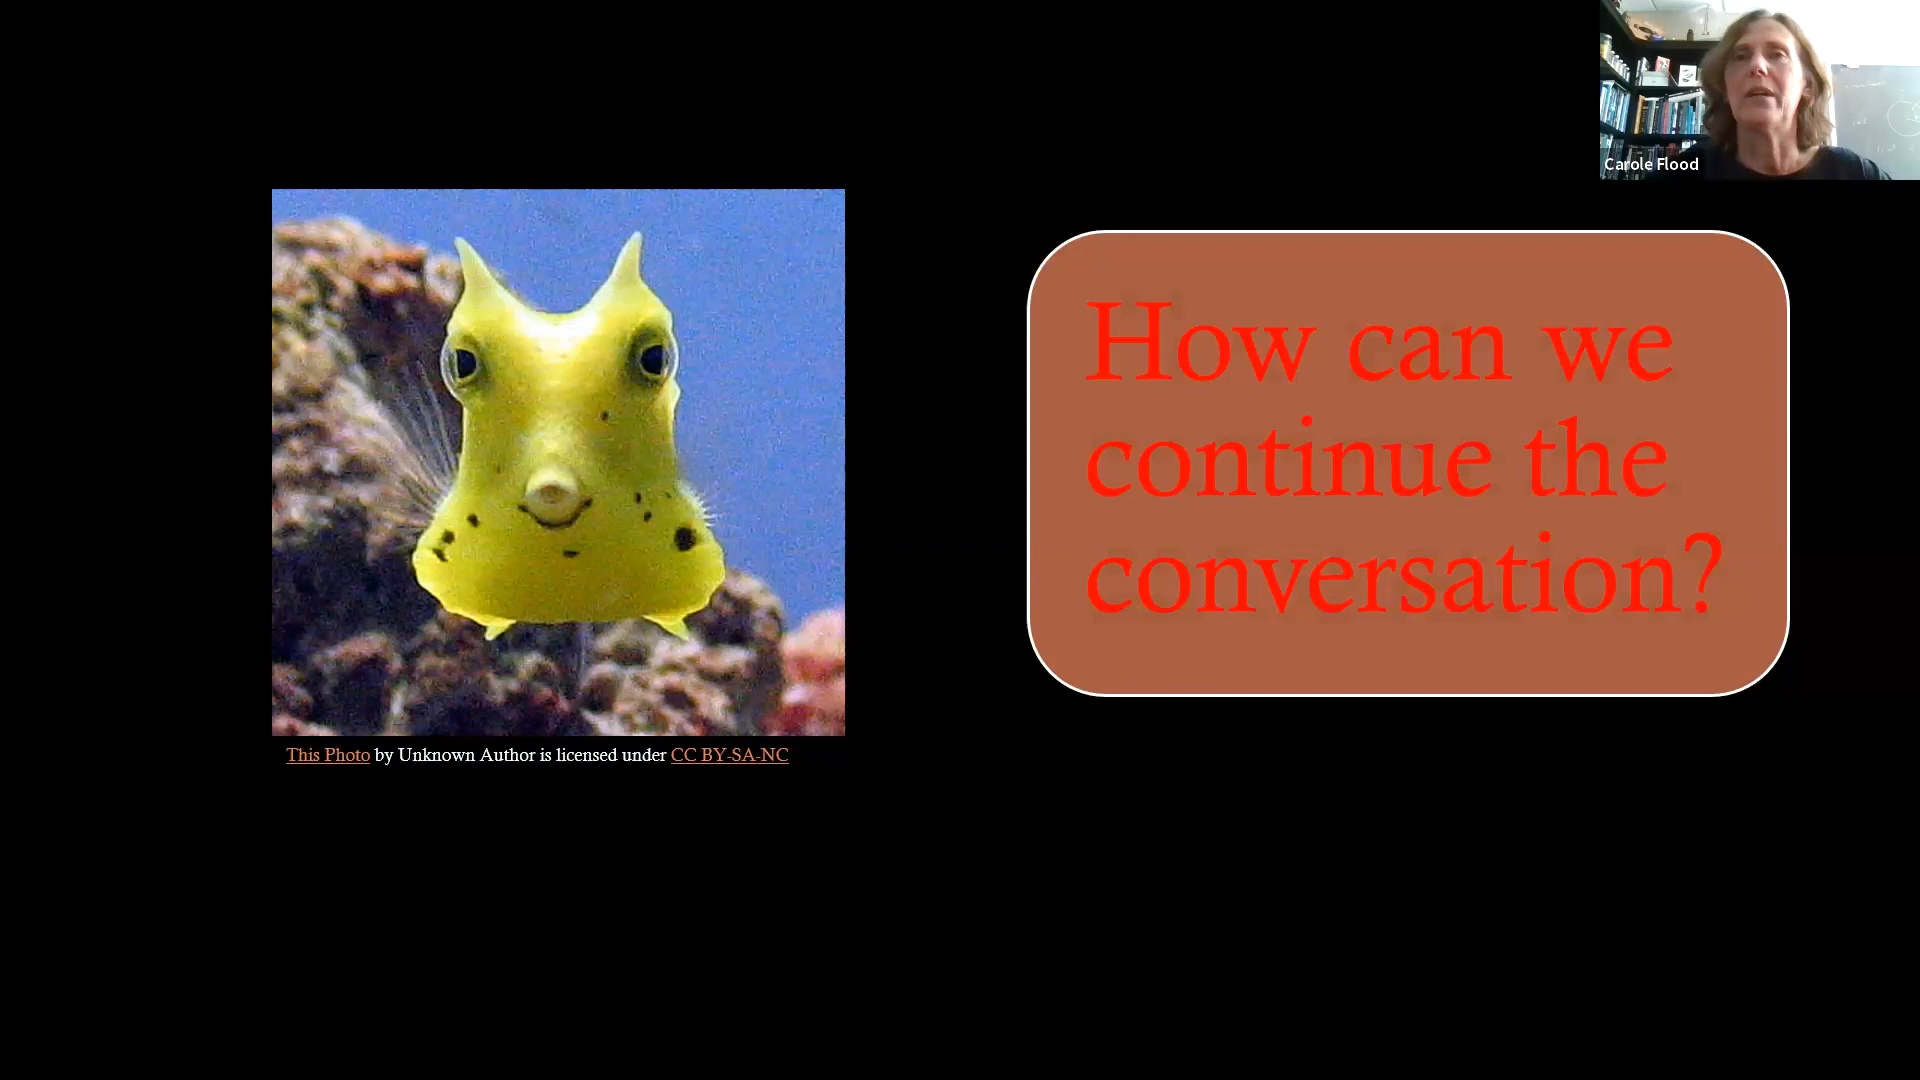 Carole Flood
How can we
continue the
conversation?
This Photo by Unknown Author is licensed under CC BY-SA-NC